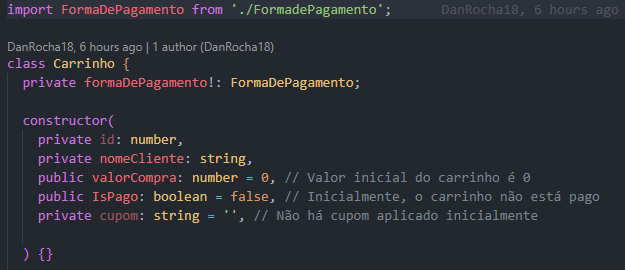 import FormaDePagamento from './FormadePagamento'; DanRocha18, 6 hours ago
DanRocha18, 6 hours ago | 1 author (DanRocha18)
class Carrinho {
private formaDePagamento!: FormaDePagamento;
constructor(
private id: number,
private nomeCliente: string,
public valorCompra: number = 0, // Valor inicial do carrinho é 0
public IsPago: boolean = false, // Inicialmente, o carrinho não está pago
private cupom: string = '', // Não há cupom aplicado inicialmente
) {}